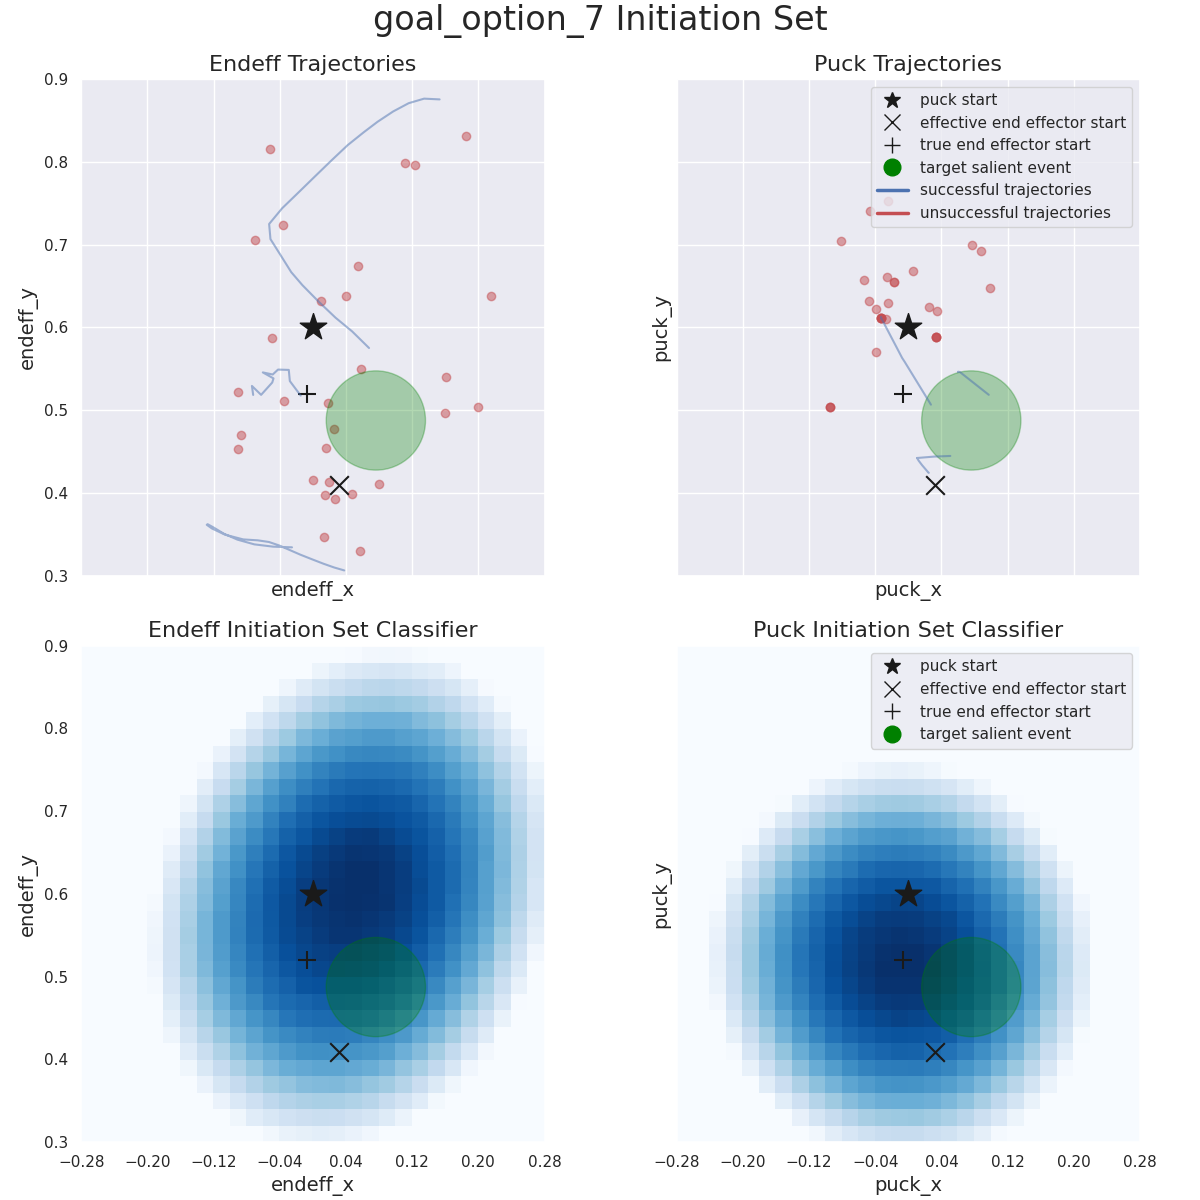 goal_option_7 Initiation Set
Endeff Trajectories
0.9
0.8
0.7
0.6
0.5
0.4
0.3
endeff_y
endeff_x
Puck Trajectories
puck start
effective end effector start
true end effector start
target salient event
successful trajectories
unsuccessful trajectories
puck_y
puck_x
Endeff Initiation Set Classifier
0.9
0.8
0.7
0.6
0.5
0.4
0.3
endeff_y
−0.28 −0.20 −0.12 −0.04 0.04 0.12 0.20 0.28
endeff_x
Puck Initiation Set Classifier
puck start
effective end effector start
true end effector start
target salient event
puck_y
−0.28 −0.20 −0.12 −0.04 0.04 0.12 0.20 0.28
puck_x